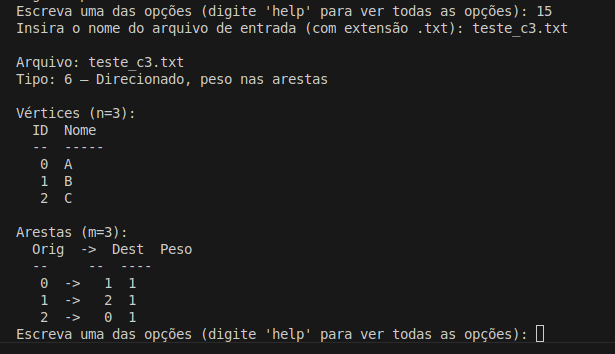 Escreva uma das opções (digite 'help' para ver todas as opções): 15
Insira o nome do arquivo de entrada (com extensão .txt): teste_c3.txt
Arquivo: teste_c3.txt
Tipo: 6 – Direcionado, peso nas arestas
Vértices (n=3):
ID  Nome
--  -----
0  A
1  B
2  C
Arestas (m=3):
Orig  ->  Dest  Peso
--     --  ----
0  ->   1  1
1  ->   2  1
2  ->   0  1
Escreva uma das opções (digite 'help' para ver todas as opções):